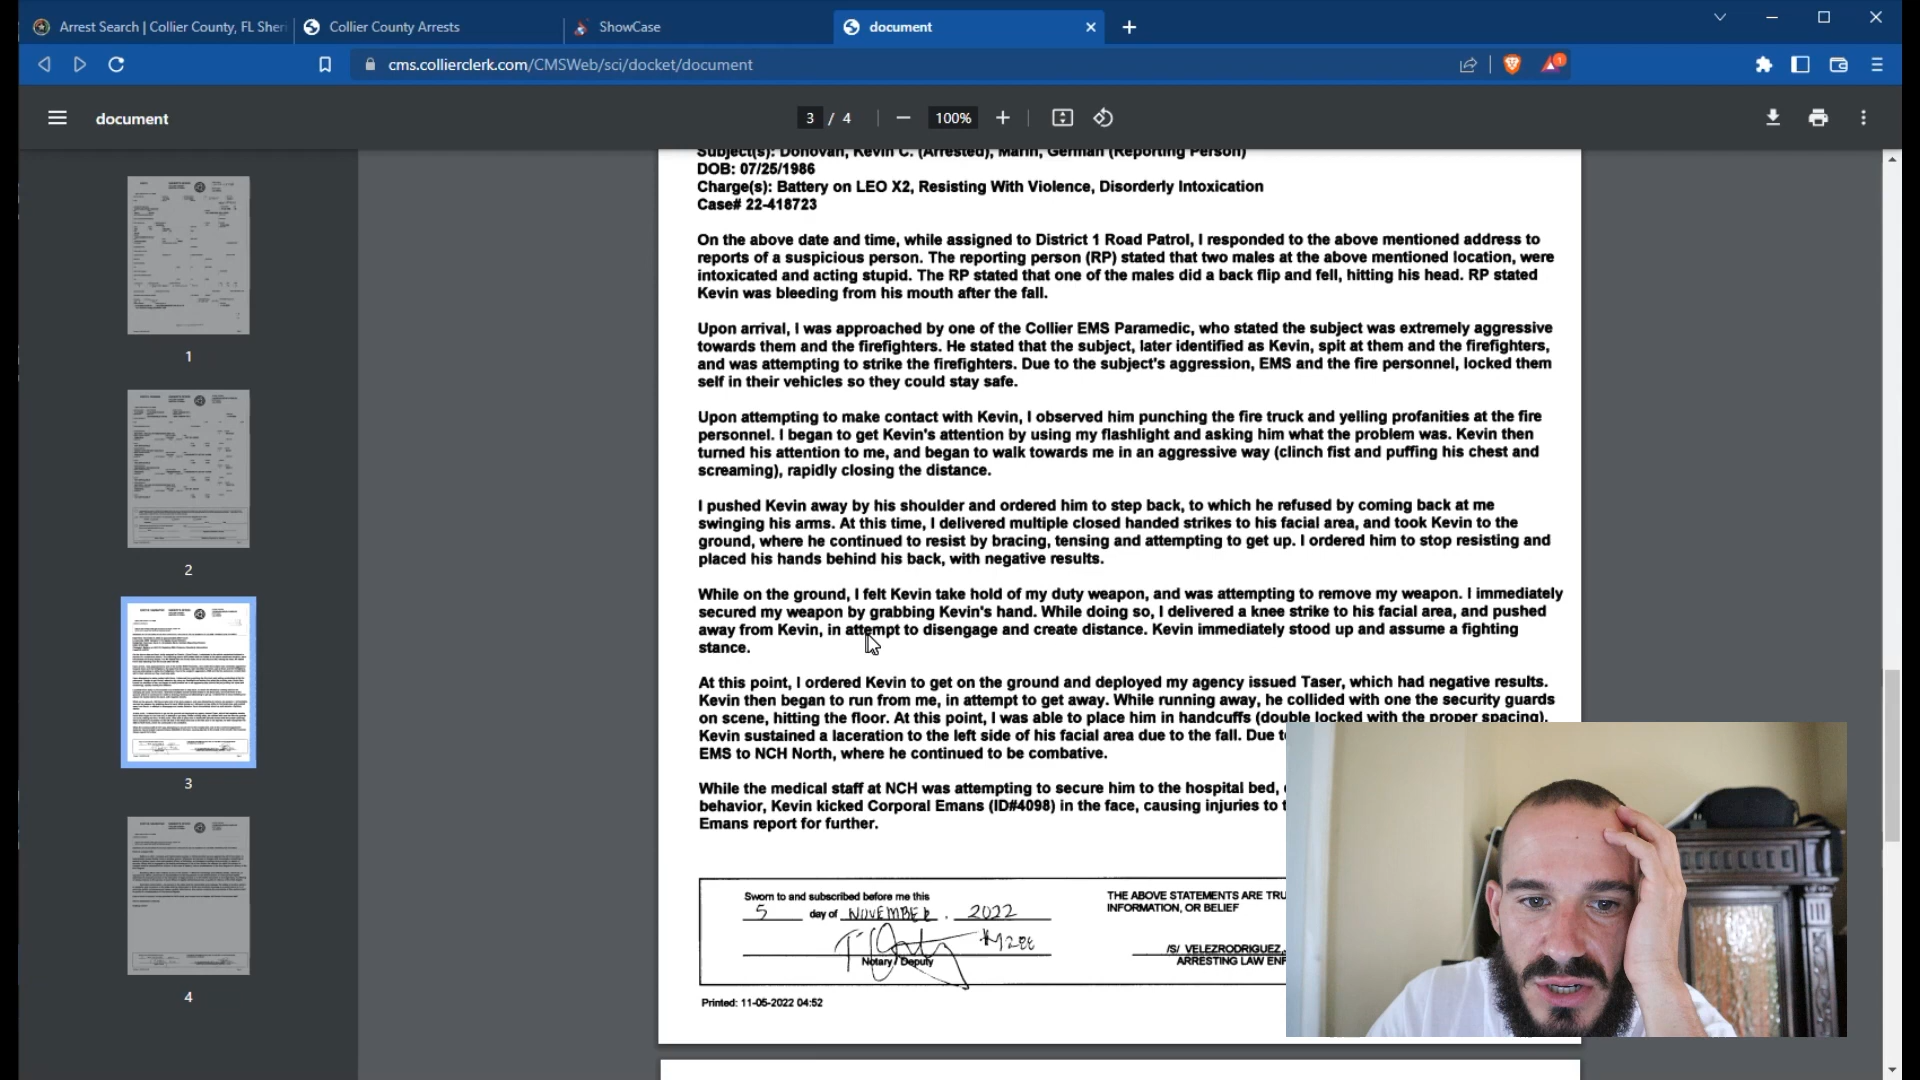 Arrest Search | Collier County, FL Sheri
Collier County Arrests
ShowCase
document
cms.collierclerk.com/CMSWeb/sci/docket/document
1
document
3 / 4
100%
Subject(s): Donovan, Kevin C. (Arrested), Marin, German (Reporting Person)
DOB: 07/25/1986
Charge(s): Battery on LEO X2, Resisting With Violence, Disorderly Intoxication
Case# 22-418723
On the above date and time, while assigned to District 1 Road Patrol, I responded to the above mentioned address to
reports of a suspicious person. The reporting person (RP) stated that two males at the above mentioned location, were
intoxicated and acting stupid. The RP stated that one of the males did a back flip and fell, hitting his head. RP stated
Kevin was bleeding from his mouth after the fall.
Upon arrival, I was approached by one of the Collier EMS Paramedic, who stated the subject was extremely aggressive
towards them and the firefighters. He stated that the subject, later identified as Kevin, spit at them and the firefighters,
and was attempting to strike the firefighters. Due to the subject's aggression, EMS and the fire personnel, locked them
self in their vehicles so they could stay safe.
Upon attempting to make contact with Kevin, I observed him punching the fire truck and yelling profanities at the fire
personnel. I began to get Kevin's attention by using my flashlight and asking him what the problem was. Kevin then
turned his attention to me, and began to walk towards me in an aggressive way (clinch fist and puffing his chest and
screaming), rapidly closing the distance.
I pushed Kevin away by his shoulder and ordered him to step back, to which he refused by coming back at me
swinging his arms. At this time, I delivered multiple closed handed strikes to his facial area, and took Kevin to the
ground, where he continued to resist by bracing, tensing and attempting to get up. I ordered him to stop resisting and
placed his hands behind his back, with negative results.
While on the ground, I felt Kevin take hold of my duty weapon, and was attempting to remove my weapon. I immediately
secured my weapon by grabbing Kevin's hand. While doing so, I delivered a knee strike to his facial area, and pushed
away from Kevin, in attempt to disengage and create distance. Kevin immediately stood up and assume a fighting
stance.
At this point, I ordered Kevin to get on the ground and deployed my agency issued Taser, which had negative results.
Kevin then began to run from me, in attempt to get away. While running away, he collided with one the security guards
on scene, hitting the floor. At this point, I was able to place him in handcuffs (double locked with the proper spacing).
Kevin sustained a laceration to the left side of his facial area due to the fall. Due t
EMS to NCH North, where he continued to be combative.
While the medical staff at NCH was attempting to secure him to the hospital bed,
behavior, Kevin kicked Corporal Emans (ID#4098) in the face, causing injuries to t
Emans report for further.
Sworn to and subscribed before me this
5 day of NOVEMBER, 2022
Notary / Deputy
THE ABOVE STATEMENTS ARE TRU
INFORMATION, OR BELIEF
/S/ VELEZRODRIGUEZ,
ARRESTING LAW ENF
Printed: 11-05-2022 04:52
1
2
3
4